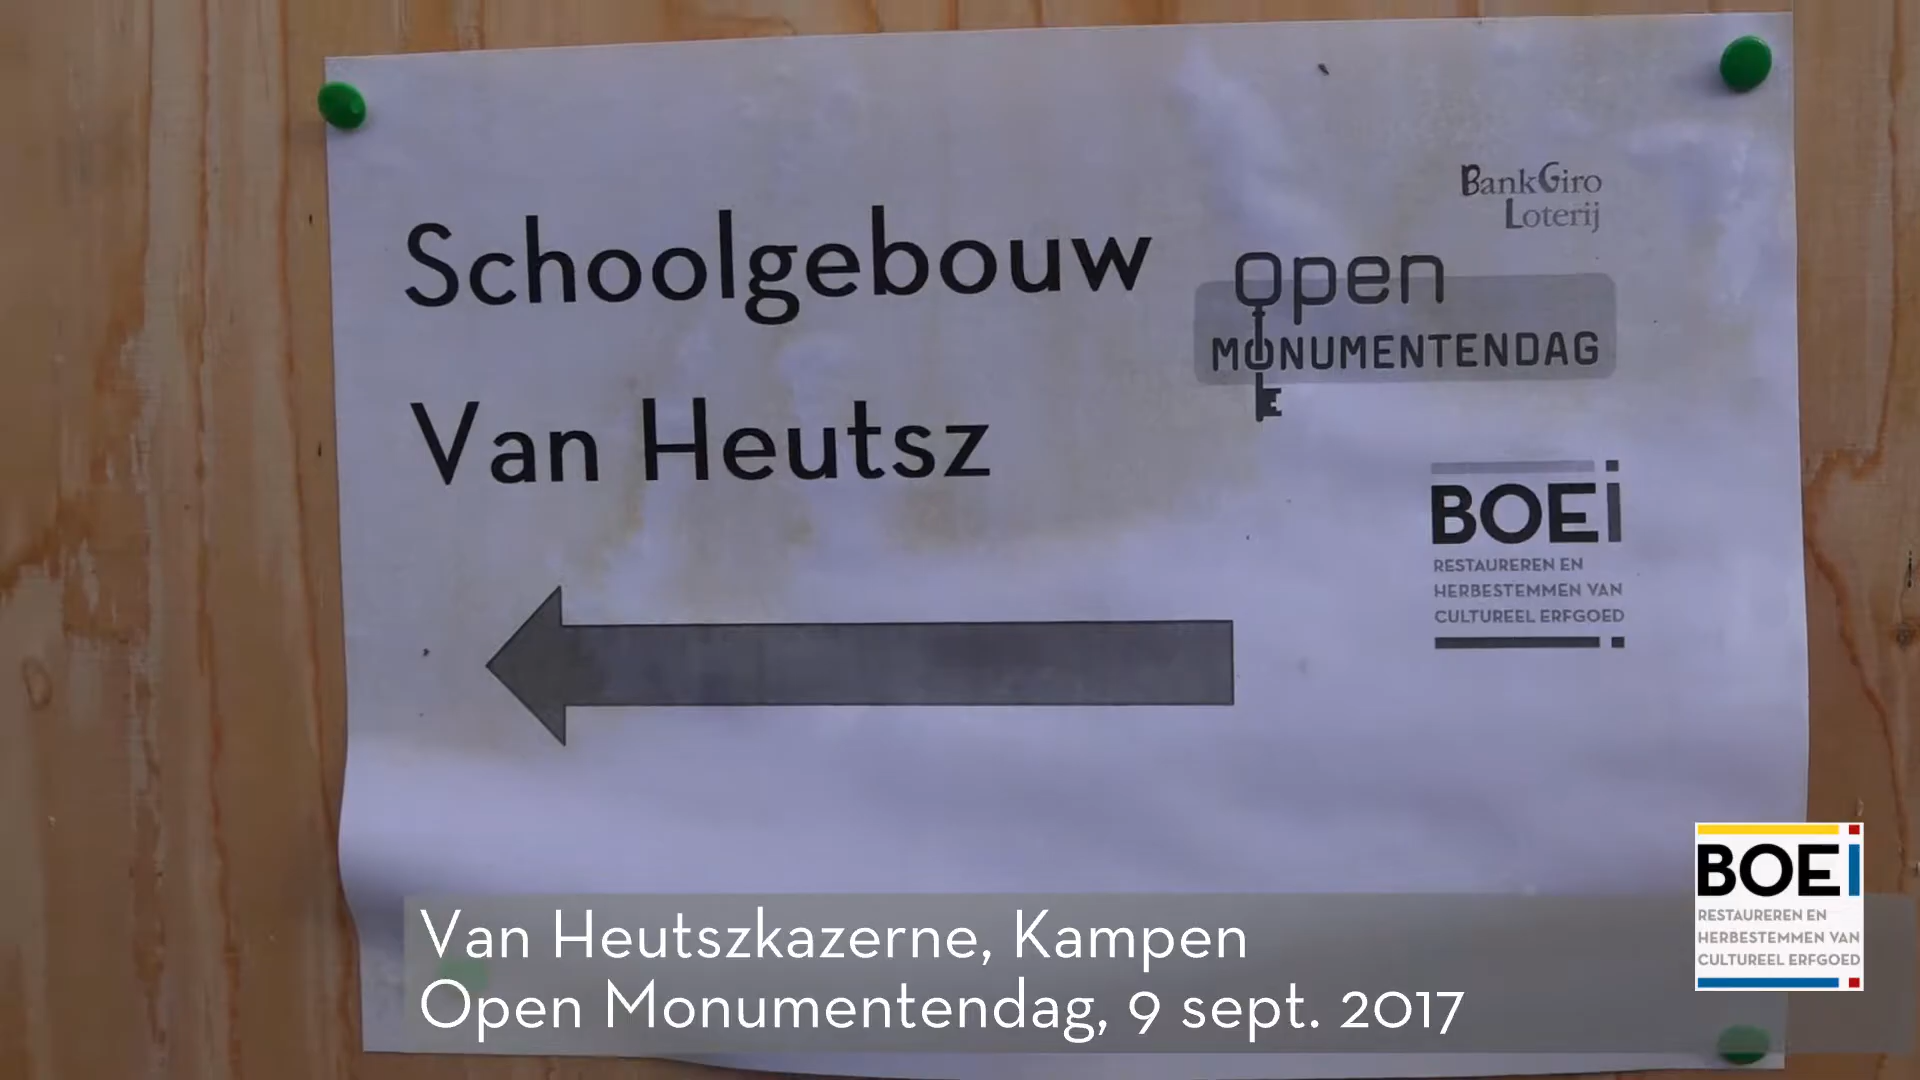 BankGiro
Loterij
Schoolgebouw
open
MONUMENTENDAG
Van Heutsz
BOEi
RESTAUREREN EN
HERBESTEMMEN VAN
CULTUREEL ERFGOED
BOEi
RESTAUREREN EN
HERBESTEMMEN VAN
CULTUREEL ERFGOED
Van Heutszkazerne, Kampen
Open Monumentendag, 9 sept. 2017